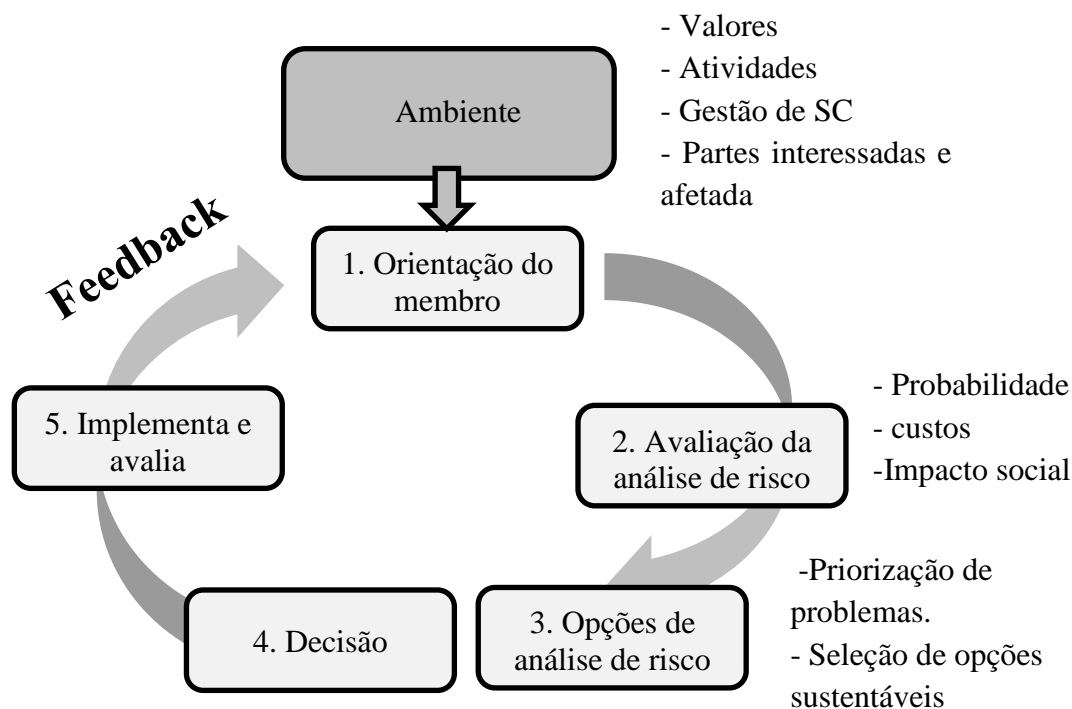 Ambiente
- Valores
- Atividades
- Gestão de SC
- Partes interessadas e
afetada
Feedback
1. Orientação do
membro
- Probabilidade
- custos
-Impacto social
2. Avaliação da
análise de risco
-Priorização de
problemas.
- Seleção de opções
sustentáveis
3. Opções de
análise de risco
4. Decisão
5. Implementa e
avalia